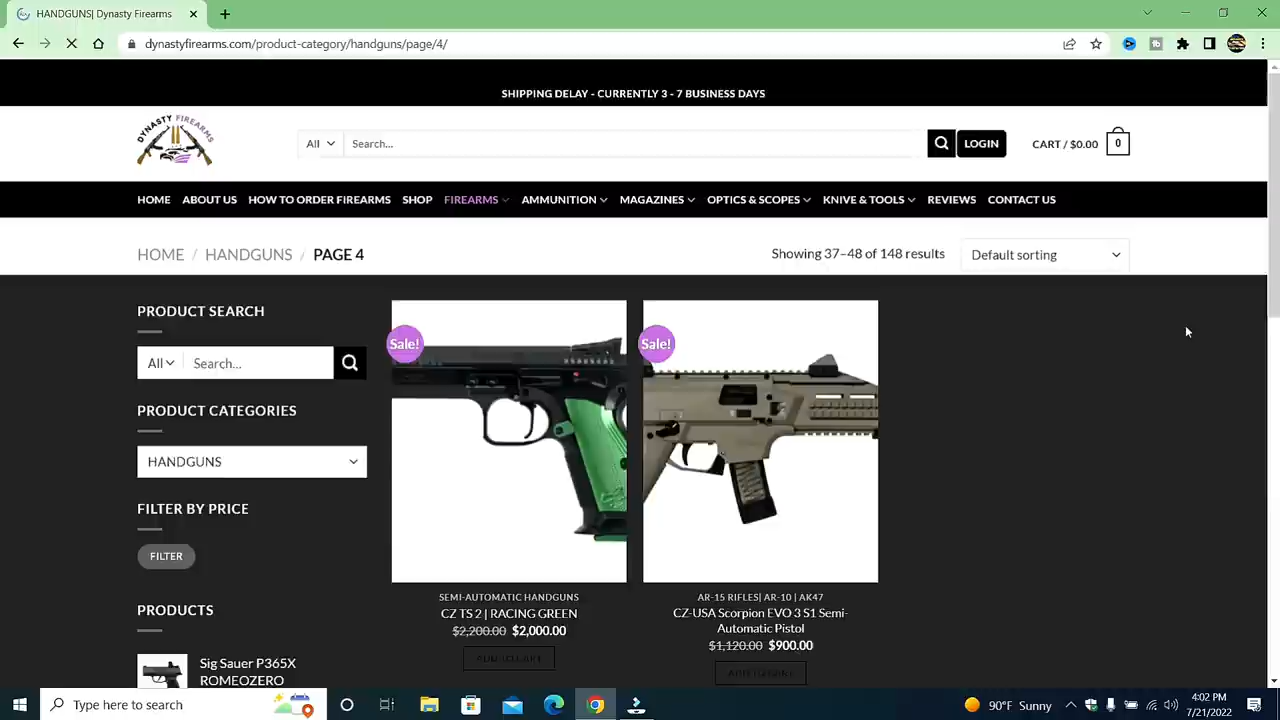 HANDGUNS| Dynasty Firearms
dynastyfirearms.com/product-category/handguns/page/4/
SHIPPING DELAY - CURRENTLY 3 - 7 BUSINESS DAYS
DYNASTY FIREARMS
All
Search...
LOGIN
CART / $0.00
0
HOME ABOUT US HOW TO ORDER FIREARMS SHOP FIREARMS AMMUNITION MAGAZINES OPTICS & SCOPES KNIVE & TOOLS REVIEWS CONTACT US
HOME / HANDGUNS / PAGE 4
Showing 37–48 of 148 results
Default sorting
PRODUCT SEARCH
All
Search...
PRODUCT CATEGORIES
HANDGUNS
FILTER BY PRICE
FILTER
PRODUCTS
Sig Sauer P365X
ROMEOZERO
Sale!
SEMI-AUTOMATIC HANDGUNS
CZ TS 2 | RACING GREEN
$2,200.00 $2,000.00
ADD TO CART
Sale!
AR-15 RIFLES| AR-10 | AK47
CZ-USA Scorpion EVO 3 S1 Semi-
Automatic Pistol
$1,120.00 $900.00
Type here to search
90°F Sunny
4:02 PM
7/21/2022